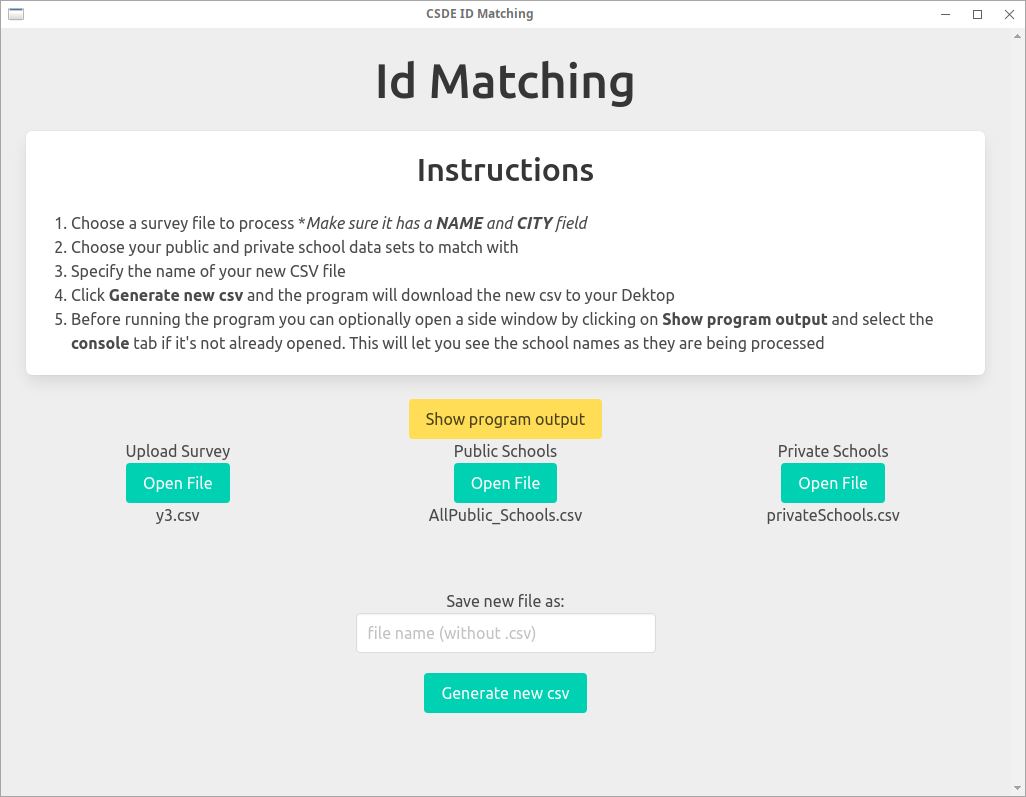 CSDE ID Matching
Id Matching
Instructions
1. Choose a survey file to process *Make sure it has a NAME and CITY field
2. Choose your public and private school data sets to match with
3. Specify the name of your new CSV file
4. Click Generate new csv and the program will download the new csv to your Dektop
5. Before running the program you can optionally open a side window by clicking on Show program output and select the
console tab if it's not already opened. This will let you see the school names as they are being processed
Show program output
Upload Survey Public Schools Private Schools
Open File Open File Open File
y3.csv AllPublic_Schools.csv privateSchools.csv
Save new file as:
file name (without .csv)
Generate new csv